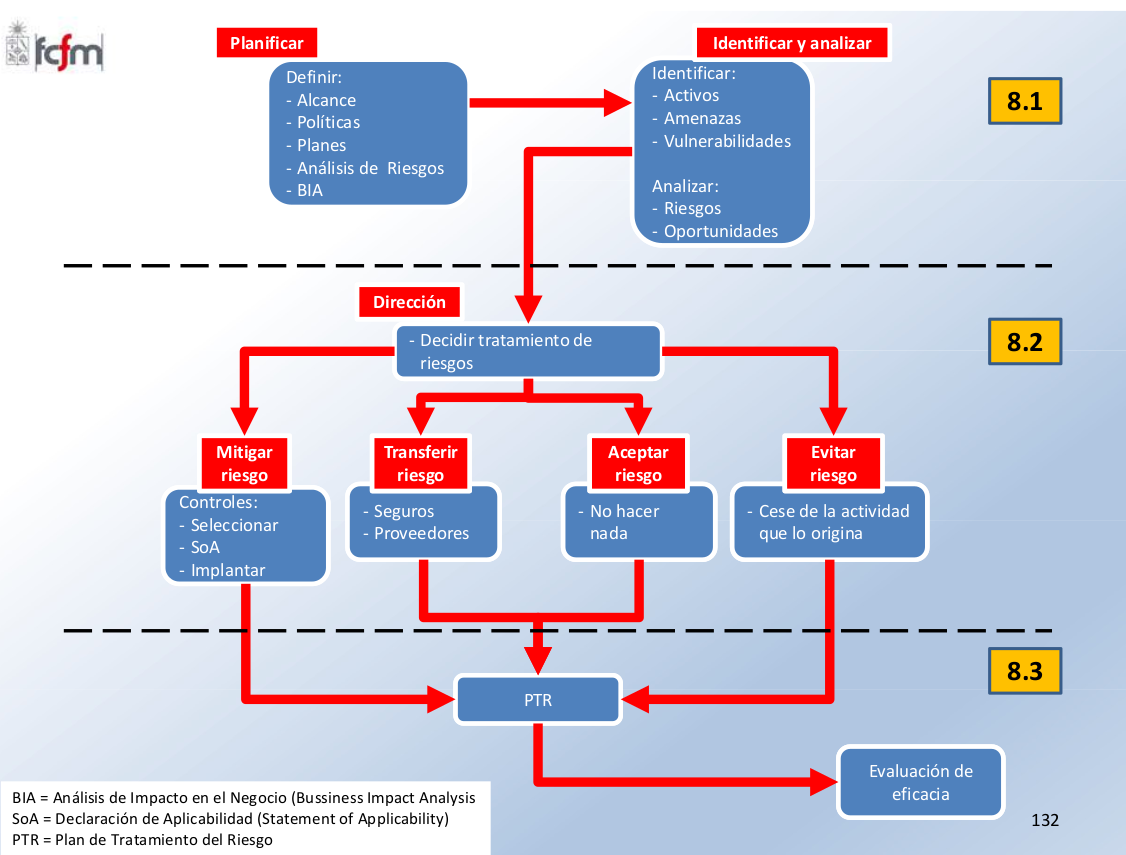 fcfm
Planificar
Definir:
- Alcance
- Políticas
- Planes
- Análisis de Riesgos
- BIA
Identificar y analizar
Identificar:
- Activos
- Amenazas
- Vulnerabilidades
Analizar:
- Riesgos
- Oportunidades
8.1
Dirección
- Decidir tratamiento de
riesgos
8.2
Mitigar
riesgo
Controles:
- Seleccionar
- SoA
- Implantar
Transferir
riesgo
- Seguros
- Proveedores
Aceptar
riesgo
- No hacer
nada
Evitar
riesgo
- Cese de la actividad
que lo origina
8.3
PTR
Evaluación de
eficacia
BIA = Análisis de Impacto en el Negocio (Bussiness Impact Analysis
SoA = Declaración de Aplicabilidad (Statement of Applicability)
PTR = Plan de Tratamiento del Riesgo
132